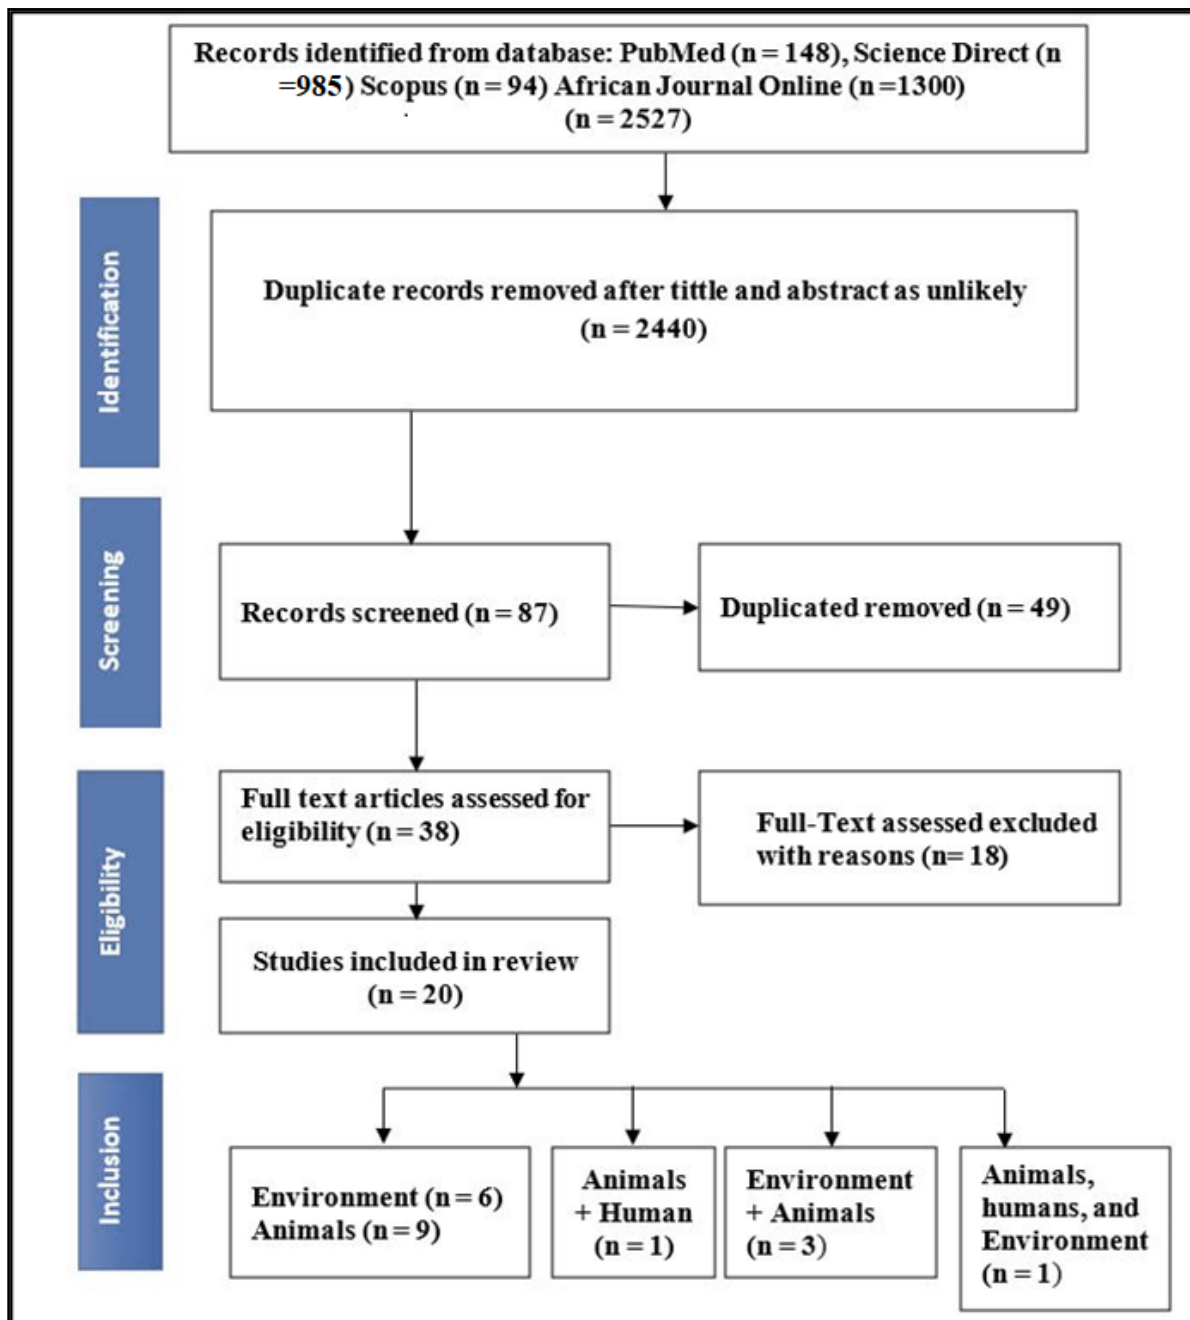 Records identified from database: PubMed (n = 148), Science Direct (n
=985) Scopus (n = 94) African Journal Online (n =1300)
(n = 2527)
Identification
Duplicate records removed after tittle and abstract as unlikely
(n = 2440)
Screening
Records screened (n = 87)
Duplicated removed (n = 49)
Eligibility
Full text articles assessed for
eligibility (n = 38)
Full-Text assessed excluded
with reasons (n= 18)
Studies included in review
(n = 20)
Inclusion
Environment (n = 6)
Animals (n = 9)
Animals
+ Human
(n = 1)
Environment
+ Animals
(n = 3)
Animals,
humans, and
Environment
(n = 1)